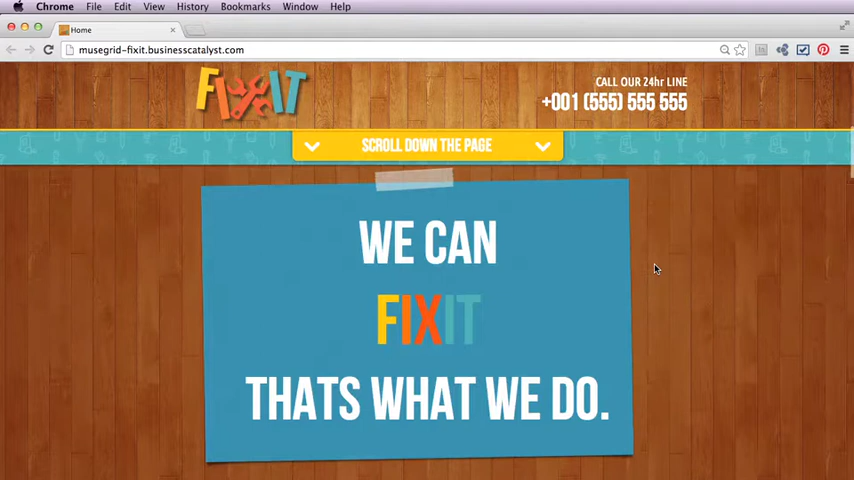 Chrome File Edit View History Bookmarks Window Help
Home
musegrid-fixit.businesscatalyst.com
FIXIT
CALL OUR 24hr LINE
+001 (555) 555 555
SCROLL DOWN THE PAGE
WE CAN
FIXIT
THATS WHAT WE DO.